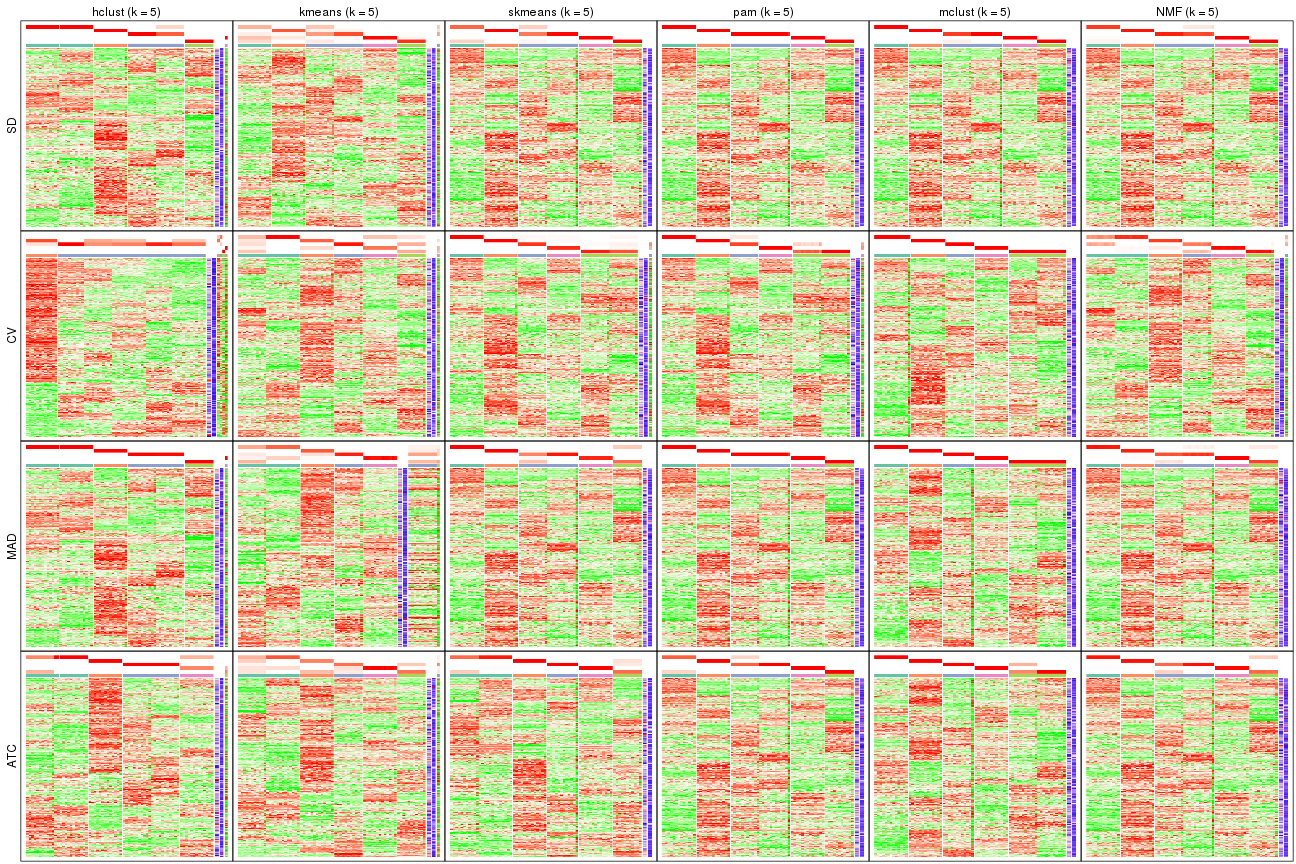 hclust (k = 5) kmeans (k = 5) skmeans (k = 5) pam (k = 5) mclust (k = 5) NMF (k = 5)
SD
CV
MAD
ATC